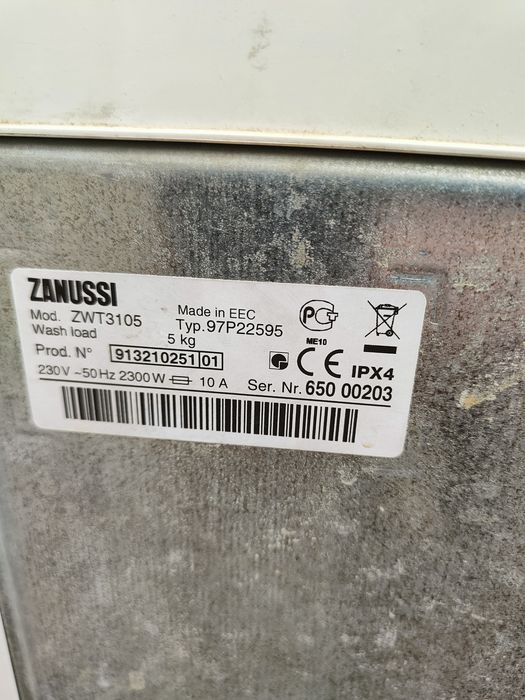 ZANUSSI
Mod. ZWT3105
Made in EEC
Wash load 5 kg
Typ.97P22595
Prod. N° 913210251 01
ME10
IPX4
230V ~50Hz 2300W 10 A
Ser. Nr. 650 00203